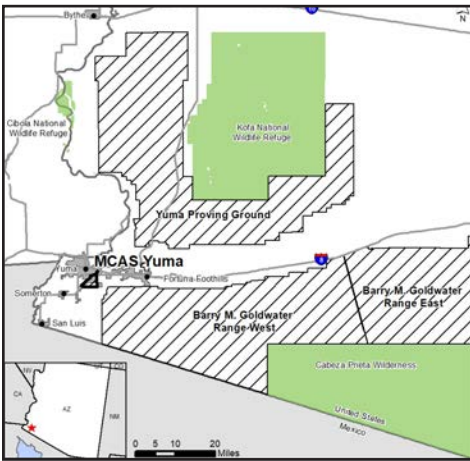 Blythe
10
N
Cibola National
Wildlife Refuge
Kofa National
Wildlife Refuge
Yuma Proving Ground
MCAS-Yuma
Yuma
Fortuna Foothills
8
Somerton
San Luis
Barry M. Goldwater
Range West
Barry M. Goldwater
Range East
Cabeza Prieta Wilderness
United States
Mexico
NV
CA
AZ
NM
0 5 10 20
Miles